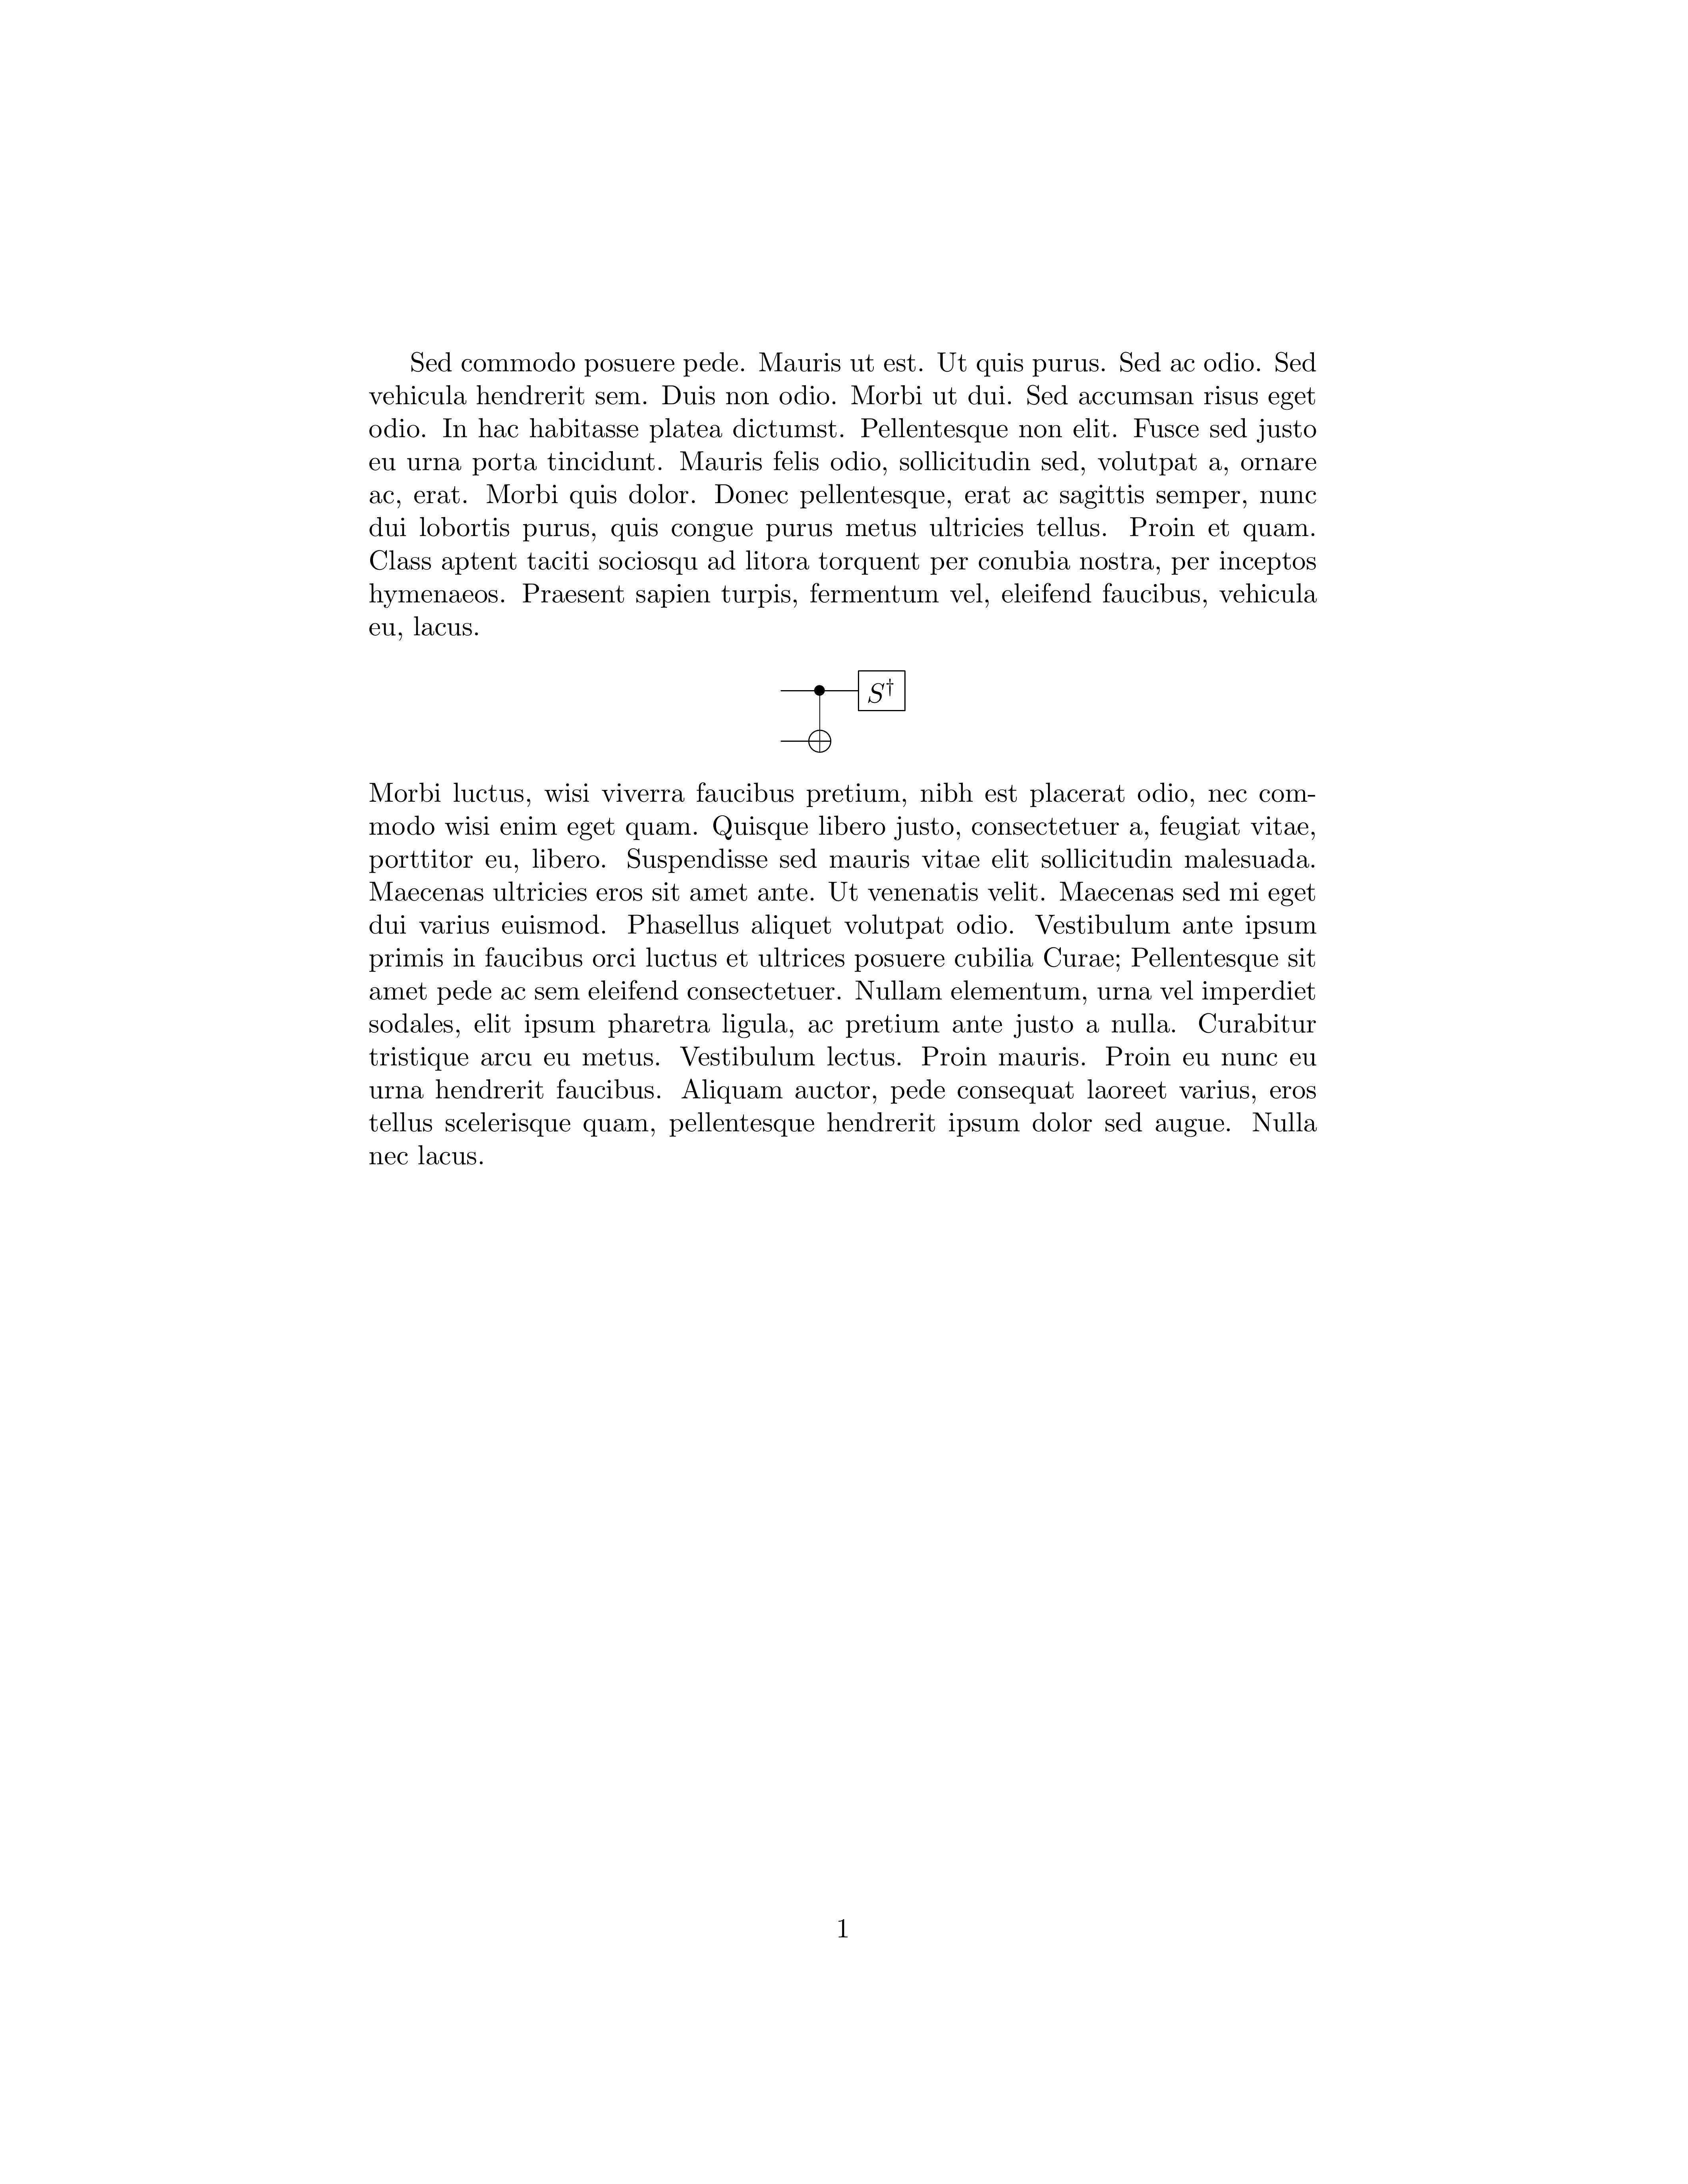 Sed commodo posuere pede. Mauris ut est. Ut quis purus. Sed ac odio. Sed
vehicula hendrerit sem. Duis non odio. Morbi ut dui. Sed accumsan risus eget
odio. In hac habitasse platea dictumst. Pellentesque non elit. Fusce sed justo
eu urna porta tincidunt. Mauris felis odio, sollicitudin sed, volutpat a, ornare
ac, erat. Morbi quis dolor. Donec pellentesque, erat ac sagittis semper, nunc
dui lobortis purus, quis congue purus metus ultricies tellus. Proin et quam.
Class aptent taciti sociosqu ad litora torquent per conubia nostra, per inceptos
hymenaeos. Praesent sapien turpis, fermentum vel, eleifend faucibus, vehicula
eu, lacus.
S†
Morbi luctus, wisi viverra faucibus pretium, nibh est placerat odio, nec com-
modo wisi enim eget quam. Quisque libero justo, consectetuer a, feugiat vitae,
porttitor eu, libero. Suspendisse sed mauris vitae elit sollicitudin malesuada.
Maecenas ultricies eros sit amet ante. Ut venenatis velit. Maecenas sed mi eget
dui varius euismod. Phasellus aliquet volutpat odio. Vestibulum ante ipsum
primis in faucibus orci luctus et ultrices posuere cubilia Curae; Pellentesque sit
amet pede ac sem eleifend consectetuer. Nullam elementum, urna vel imperdiet
sodales, elit ipsum pharetra ligula, ac pretium ante justo a nulla. Curabitur
tristique arcu eu metus. Vestibulum lectus. Proin mauris. Proin eu nunc eu
urna hendrerit faucibus. Aliquam auctor, pede consequat laoreet varius, eros
tellus scelerisque quam, pellentesque hendrerit ipsum dolor sed augue. Nulla
nec lacus.
1